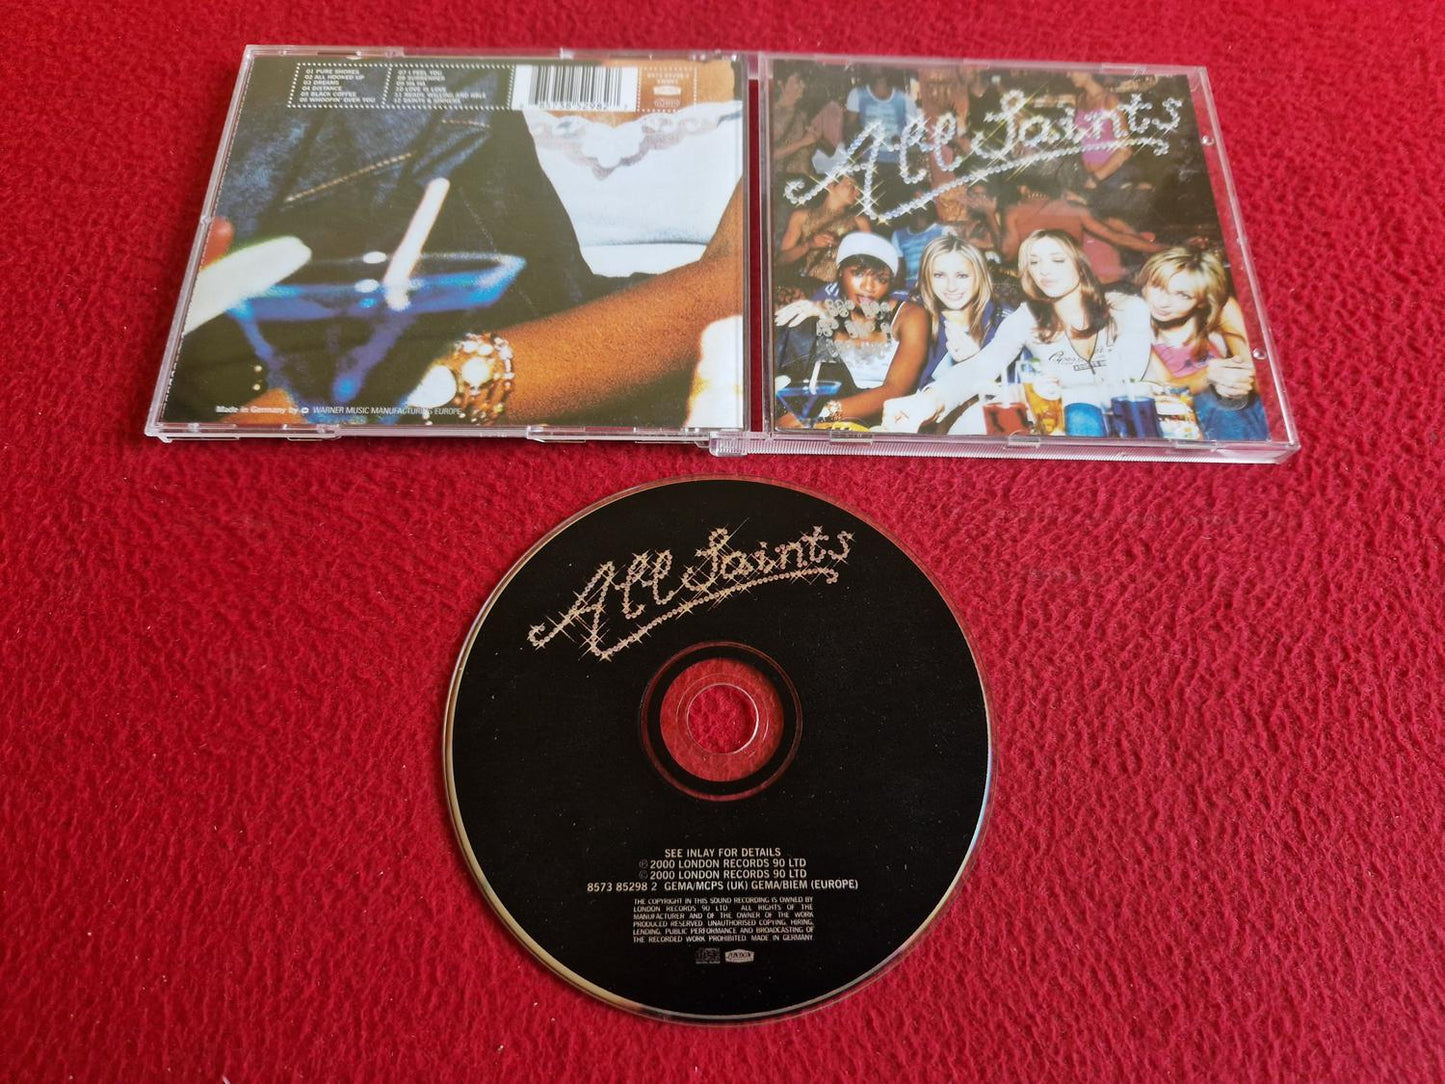 01 PURE SHORES
02 ALL HOOKED UP
03 DREAMS
04 DISTANCE
05 BLACK COFFEE
06 WHOOPIN' OVER YOU
07 I FEEL YOU
08 SURRENDER
09 HA HA
10 LOVE IS LOVE
11 READY, WILLING AND ABLE
12 SAINTS & SINNERS
Made in Germany by WARNER MUSIC MANUFACTURING EUROPE
All Saints
All Saints
SEE INLAY FOR DETAILS
℗ 2000 LONDON RECORDS 90 LTD
© 2000 LONDON RECORDS 90 LTD
8573 85298 2 GEMA/MCPS (UK) GEMA/BIEM (EUROPE)
THE COPYRIGHT IN THIS SOUND RECORDING IS OWNED BY
LONDON RECORDS 90 LTD ALL RIGHTS OF THE
MANUFACTURER AND OF THE OWNER OF THE WORK
PRODUCED RESERVED UNAUTHORISED COPYING, HIRING,
LENDING, PUBLIC PERFORMANCE AND BROADCASTING OF
THE RECORDED WORK PROHIBITED. MADE IN GERMANY
LONDON